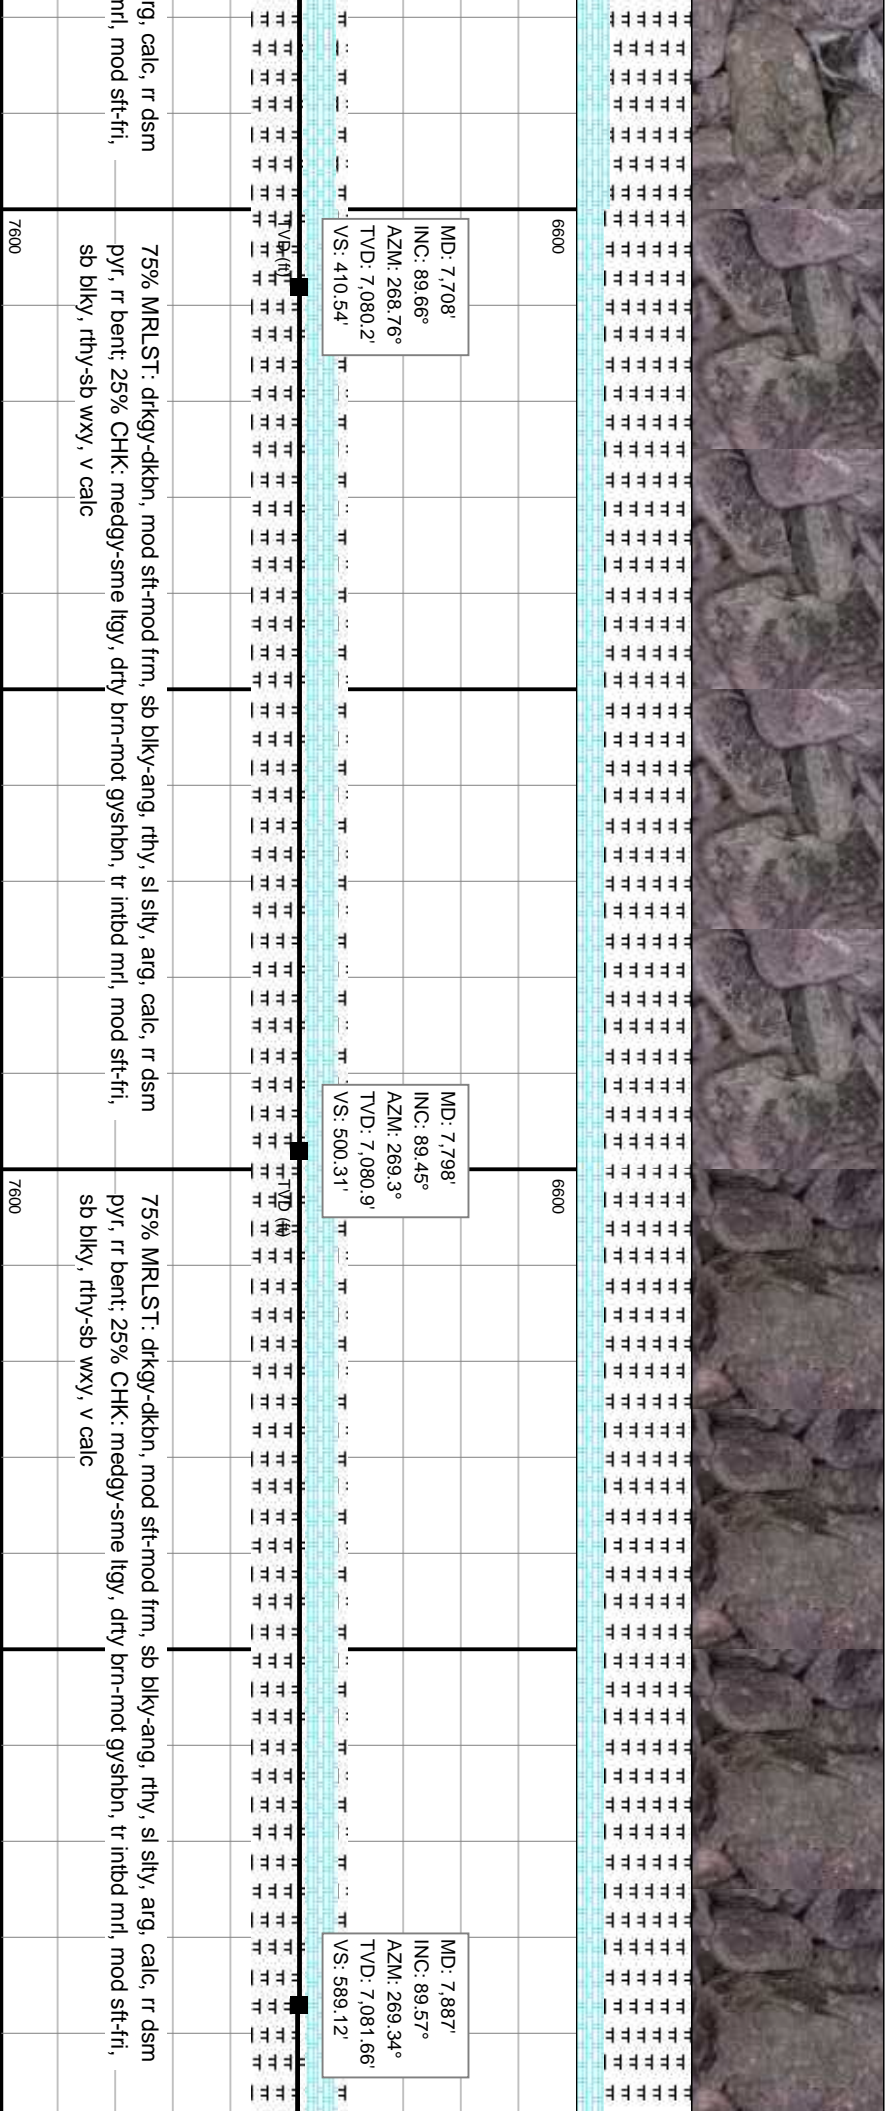 rg, calc, rr dsm
mrl, mod sft-fri,
7600
6600
TVD (ft)
MD: 7,708'
INC: 89.66°
AZM: 268.76°
TVD: 7,080.2'
VS: 410.54'
75% MRLST: drkgy-dkbn, mod sft-mod frm, sb blky-ang, rthy, sl slty, arg, calc, rr dsm
pyr, rr bent; 25% CHK: medgy-sme ltgy, drty brn-mot gyshbn, tr intbd mrl, mod sft-fri,
sb blky, rthy-sb wxy, v calc
MD: 7,798'
INC: 89.45°
AZM: 269.3°
TVD: 7,080.9'
VS: 500.31'
7600
6600
TVD (ft)
75% MRLST: drkgy-dkbn, mod sft-mod frm, sb blky-ang, rthy, sl slty, arg, calc, rr dsm
pyr, rr bent; 25% CHK: medgy-sme ltgy, drty brn-mot gyshbn, tr intbd mrl, mod sft-fri,
sb blky, rthy-sb wxy, v calc
MD: 7,887'
INC: 89.57°
AZM: 269.34°
TVD: 7,081.66'
VS: 589.12'